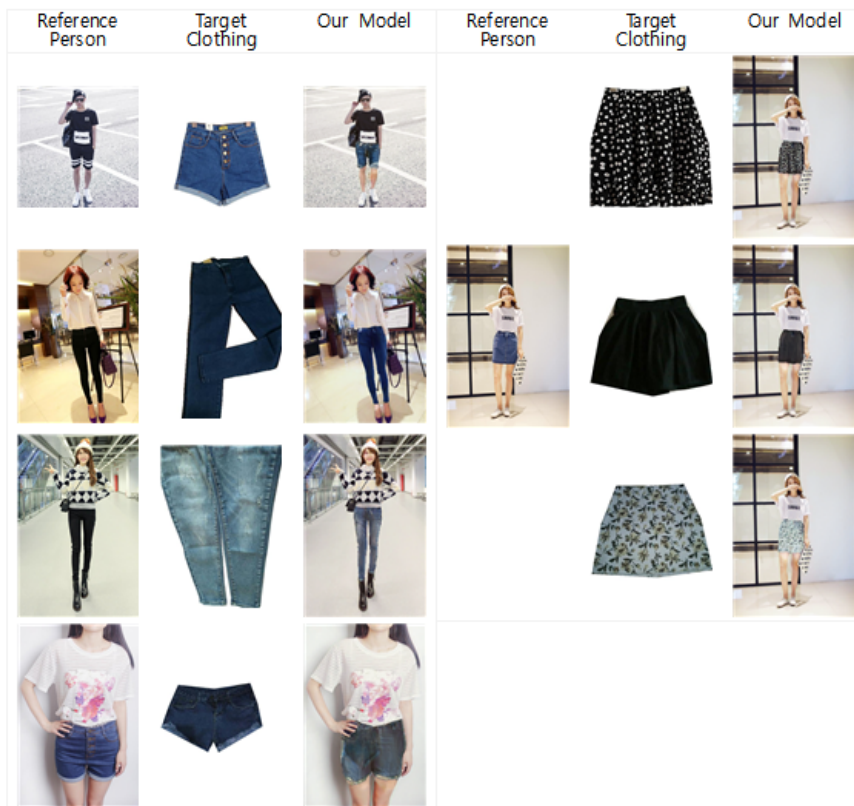 Reference
Person
Target
Clothing
Our Model
Reference
Person
Target
Clothing
Our Model